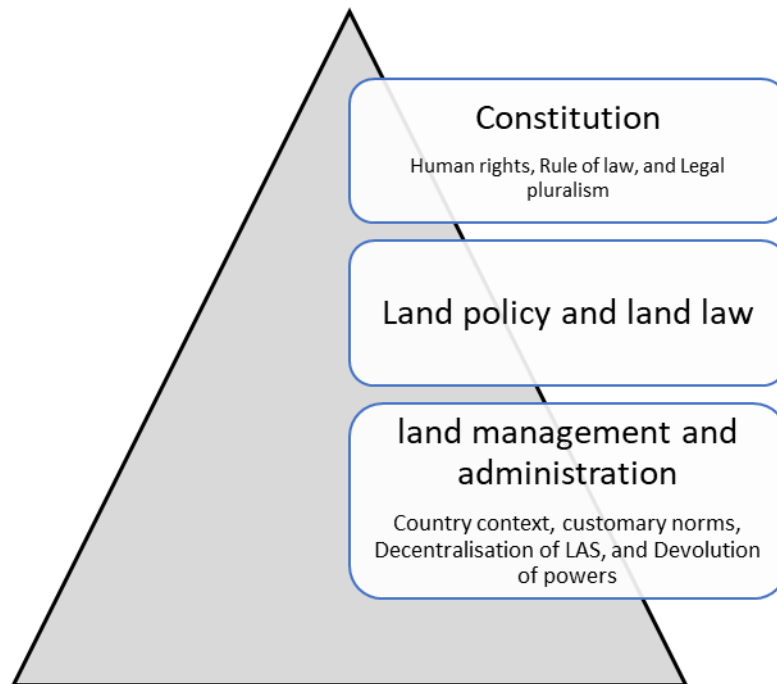 Constitution
Human rights, Rule of law, and Legal
pluralism
Land policy and land law
land management and
administration
Country context, customary norms,
Decentralisation of LAS, and Devolution
of powers